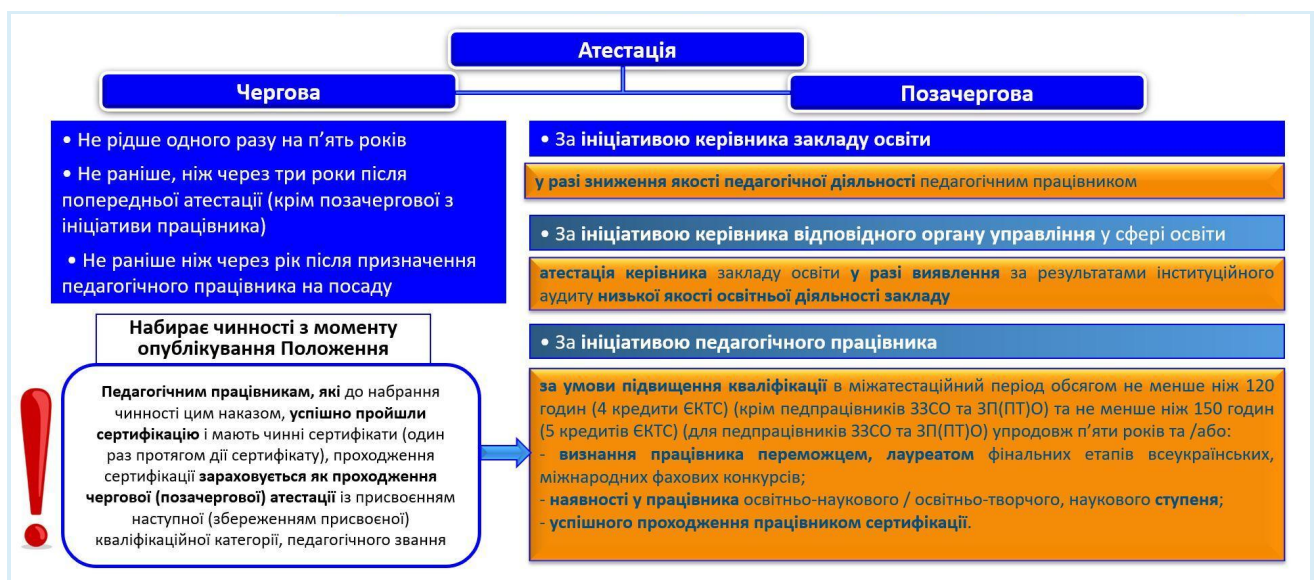 Атестація
Чергова
Позачергова
• Не рідше одного разу на п’ять років
• Не раніше, ніж через три роки після
попередньої атестації (крім позачергової з
ініціативи працівника)
• Не раніше ніж через рік після призначення
педагогічного працівника на посаду
Набирає чинності з моменту
опублікування Положення
Педагогічним працівникам, які до набрання
чинності цим наказом, успішно пройшли
сертифікацію і мають чинні сертифікати (один
раз протягом дії сертифікату), проходження
сертифікації зараховується як проходження
чергової (позачергової) атестації із присвоєнням
наступної (збереженням присвоєної)
кваліфікаційної категорії, педагогічного звання
• За ініціативою керівника закладу освіти
у разі зниження якості педагогічної діяльності педагогічним працівником
• За ініціативою керівника відповідного органу управління у сфері освіти
атестація керівника закладу освіти у разі виявлення за результатами інституційного
аудиту низької якості освітньої діяльності закладу
• За ініціативою педагогічного працівника
за умови підвищення кваліфікації в міжатестаційний період обсягом не менше ніж 120
годин (4 кредити ЄКТС) (крім педпрацівників ЗЗСО та ЗП(ПТ)О) та не менше ніж 150 годин
(5 кредитів ЄКТС) (для педпрацівників ЗЗСО та ЗП(ПТ)О) упродовж п’яти років та /або:
- визнання працівника переможцем, лауреатом фінальних етапів всеукраїнських,
міжнародних фахових конкурсів;
- наявності у працівника освітньо-наукового / освітньо-творчого, наукового ступеня;
- успішного проходження працівником сертифікації.